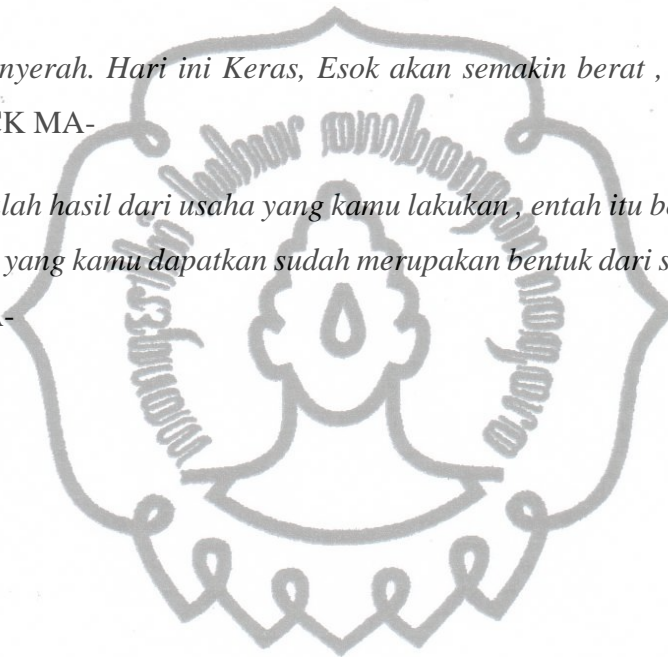 nyerah. Hari ini Keras, Esok akan semakin berat ,
CK MA-
lah hasil dari usaha yang kamu lakukan , entah itu be
yang kamu dapatkan sudah merupakan bentuk dari s
A-